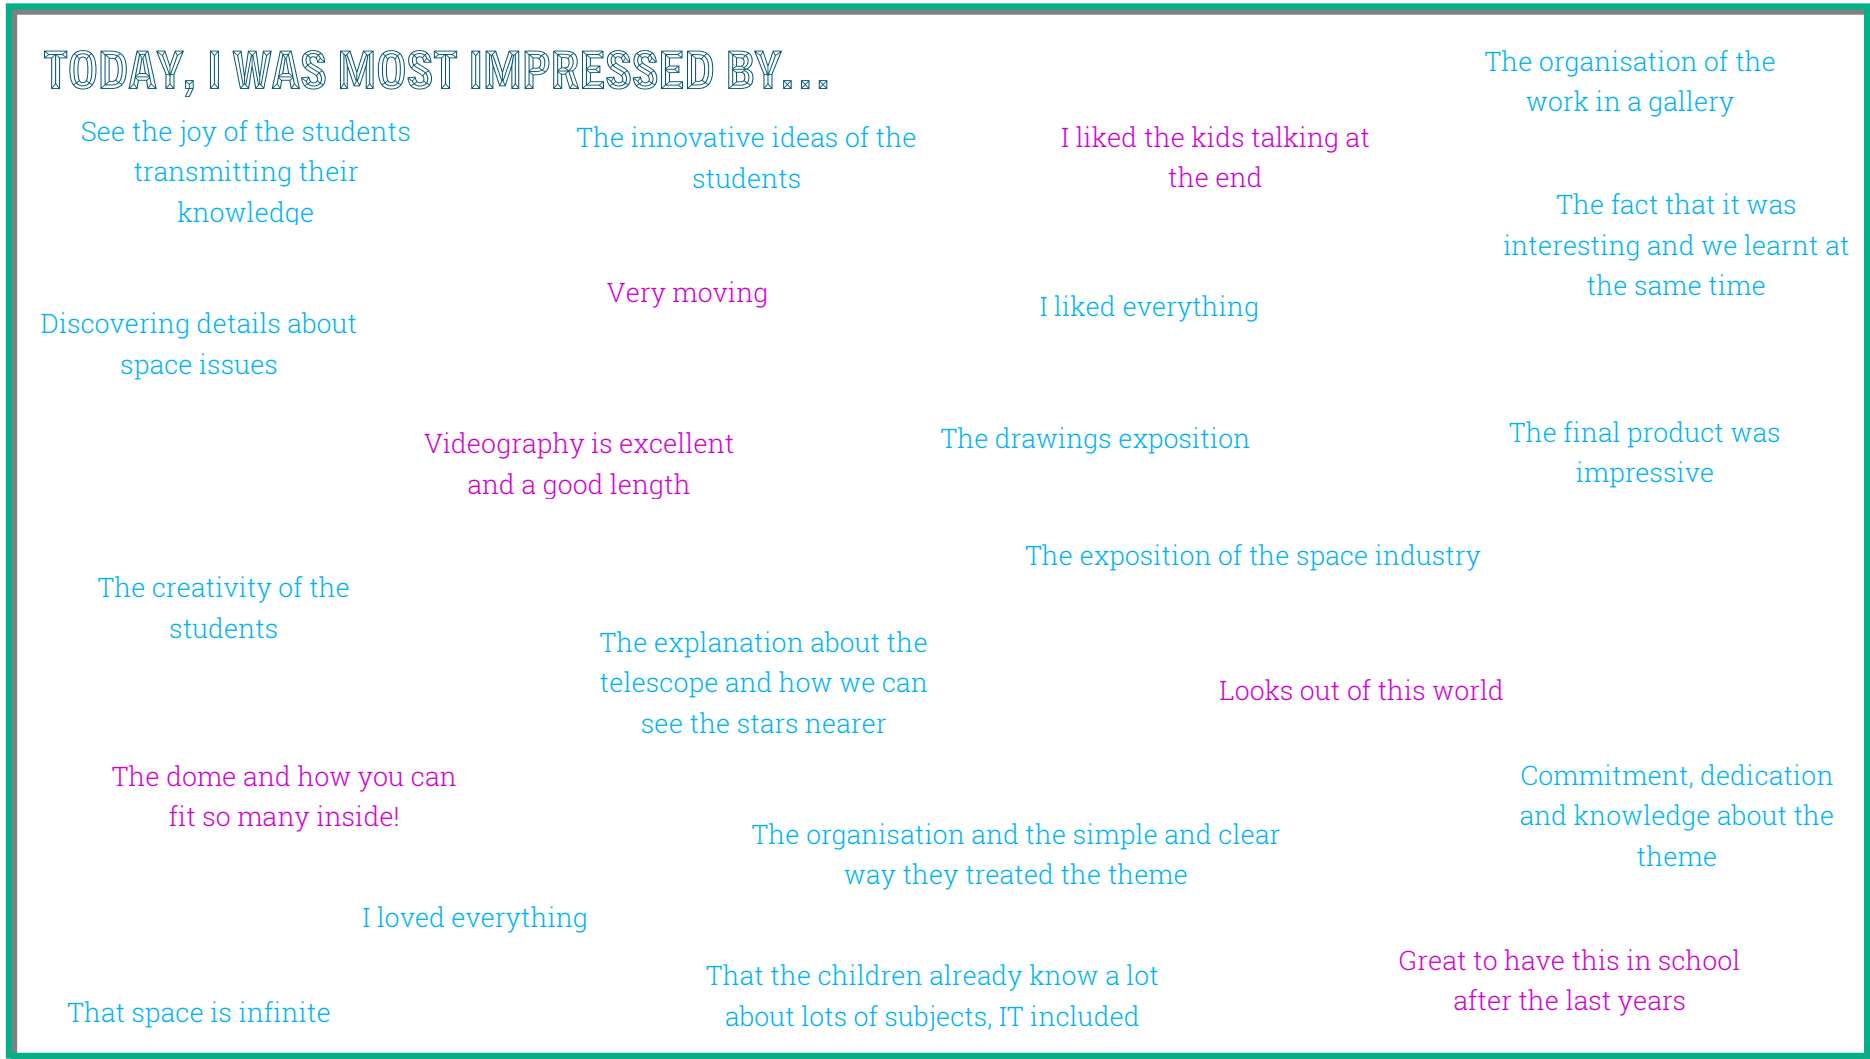 TODAY, I WAS MOST IMPRESSED BY...
See the joy of the students
transmitting their
knowledge
The innovative ideas of the
students
I liked the kids talking at
the end
The organisation of the
work in a gallery
The fact that it was
interesting and we learnt at
the same time
Very moving
I liked everything
Discovering details about
space issues
Videography is excellent
and a good length
The drawings exposition
The final product was
impressive
The exposition of the space industry
The creativity of the
students
The explanation about the
telescope and how we can
see the stars nearer
Looks out of this world
The dome and how you can
fit so many inside!
Commitment, dedication
and knowledge about the
theme
The organisation and the simple and clear
way they treated the theme
I loved everything
Great to have this in school
after the last years
That the children already know a lot
about lots of subjects, IT included
That space is infinite